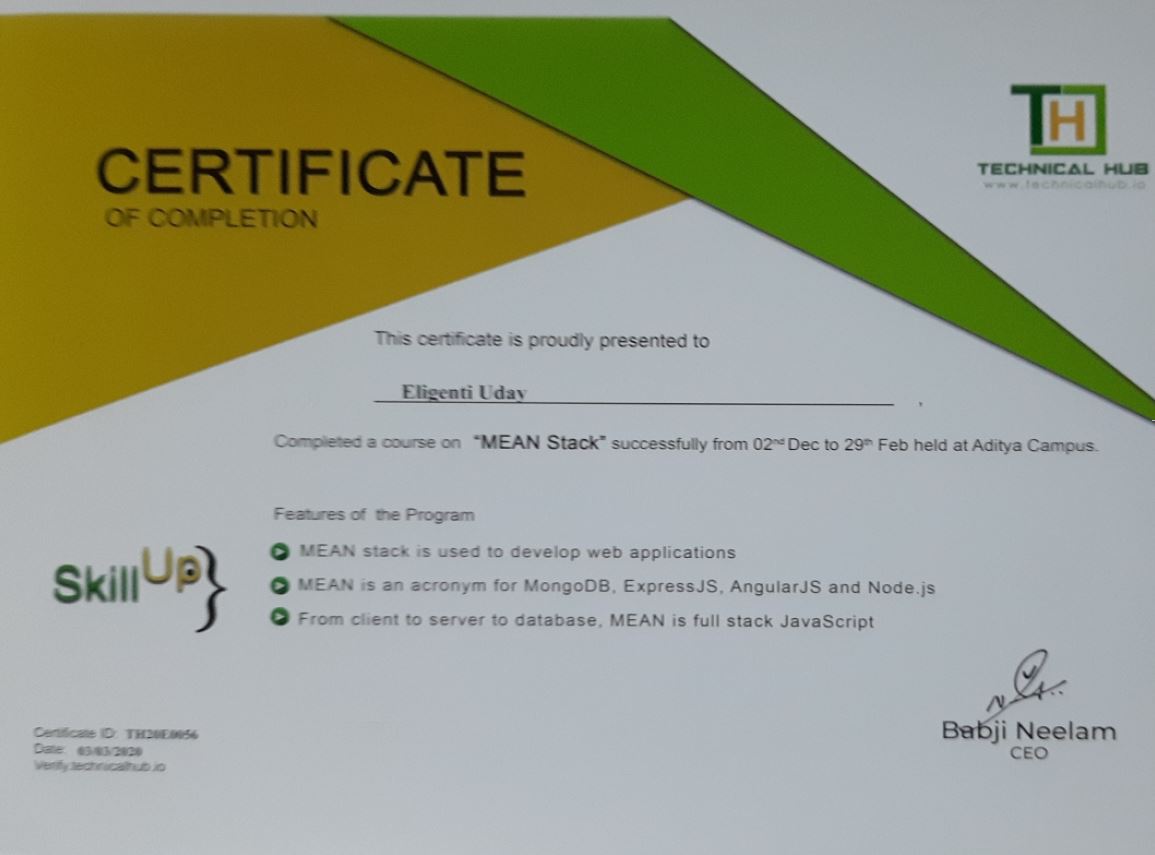 CERTIFICATE
OF COMPLETION
TH
TECHNICAL HUB
www.technicalhub.io
This certificate is proudly presented to
Eligenti Uday ,
Completed a course on "MEAN Stack" successfully from 02nd Dec to 29th Feb held at Aditya Campus.
Features of the Program
MEAN stack is used to develop web applications
MEAN is an acronym for MongoDB, ExpressJS, AngularJS and Node.js
From client to server to database, MEAN is full stack JavaScript
SkillUp}
Babji Neelam
CEO
Certificate ID: TH20E0056
Date: 03/03/2020
Verify:technicalhub.io